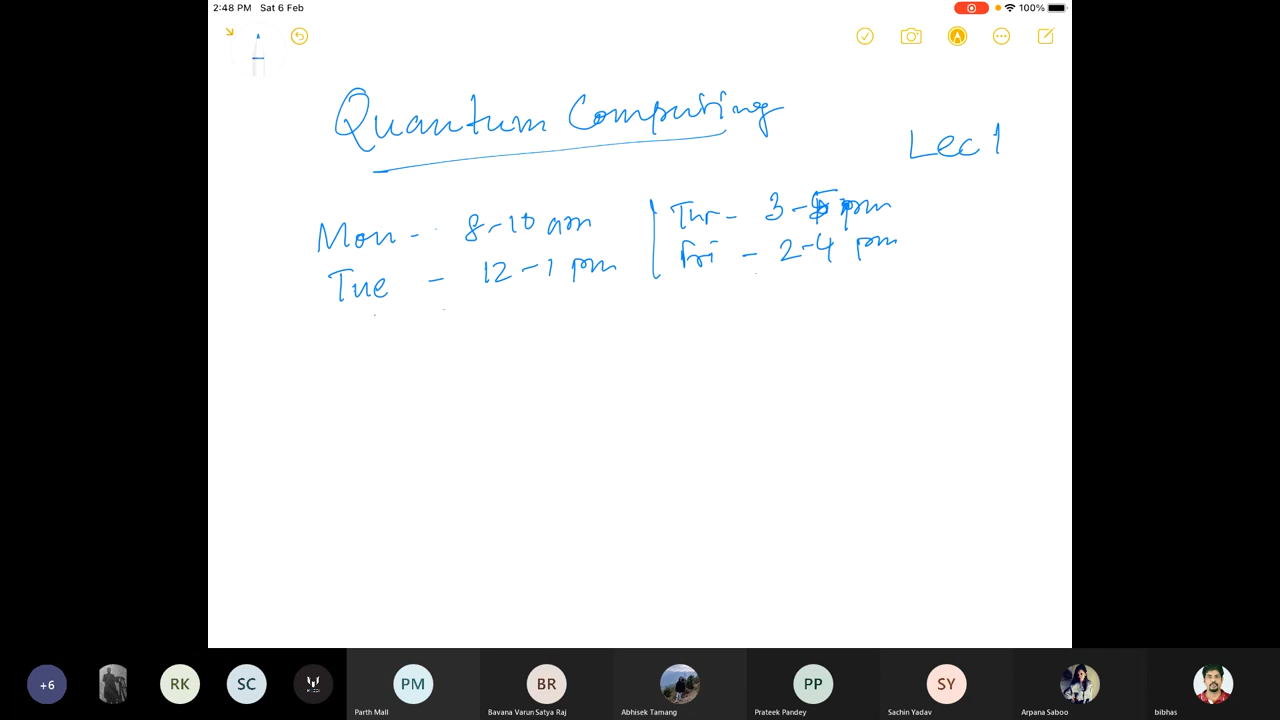 2:48 PM Sat 6 Feb
100%
Quantum Computing
Lec 1
Mon - 8-10 am
Tue - 12-1 pm
Tur - 3-5 pm
Fri - 2-4 pm
+6
RK
SC
PM
BR
PP
SY
Parth Mall
Bavana Varun Satya Raj
Abhisek Tamang
Prateek Pandey
Sachin Yadav
Arpana Saboo
bibhas